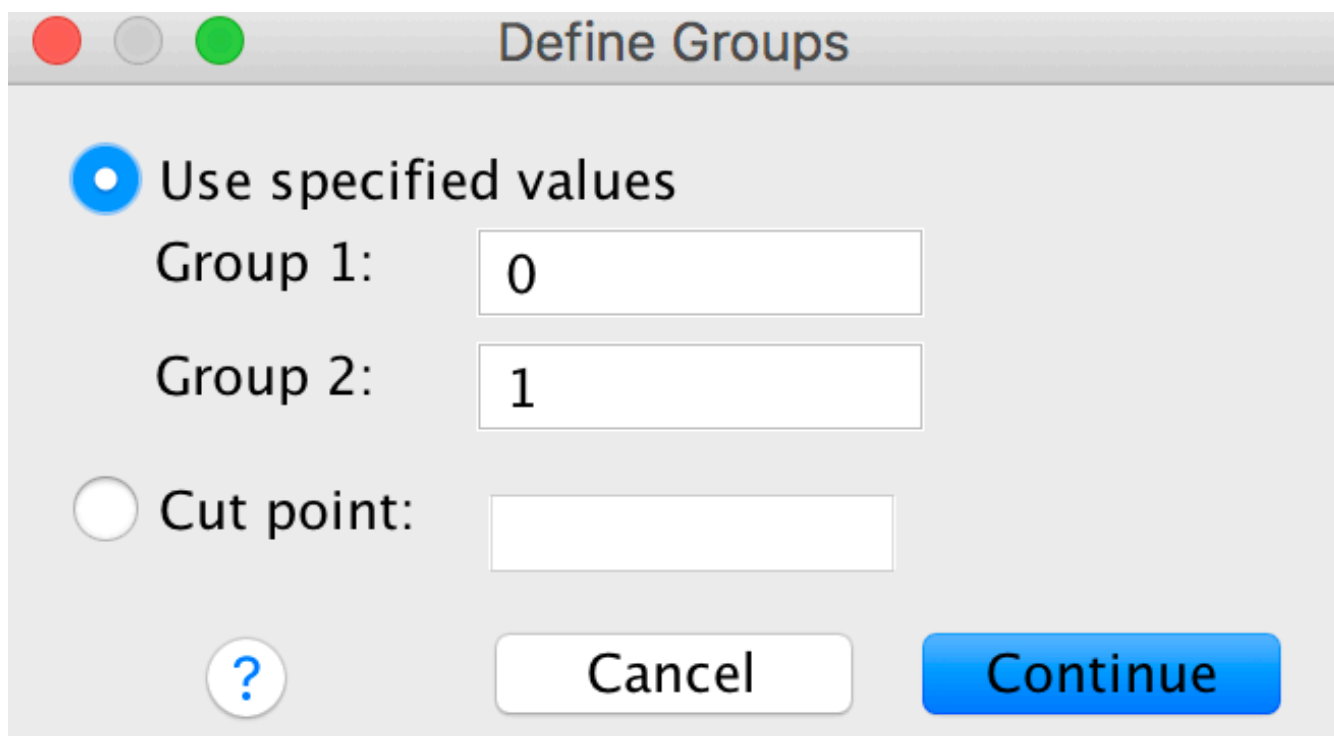 Define Groups
Use specified values
Group 1: 0
Group 2: 1
Cut point:
? Cancel Continue